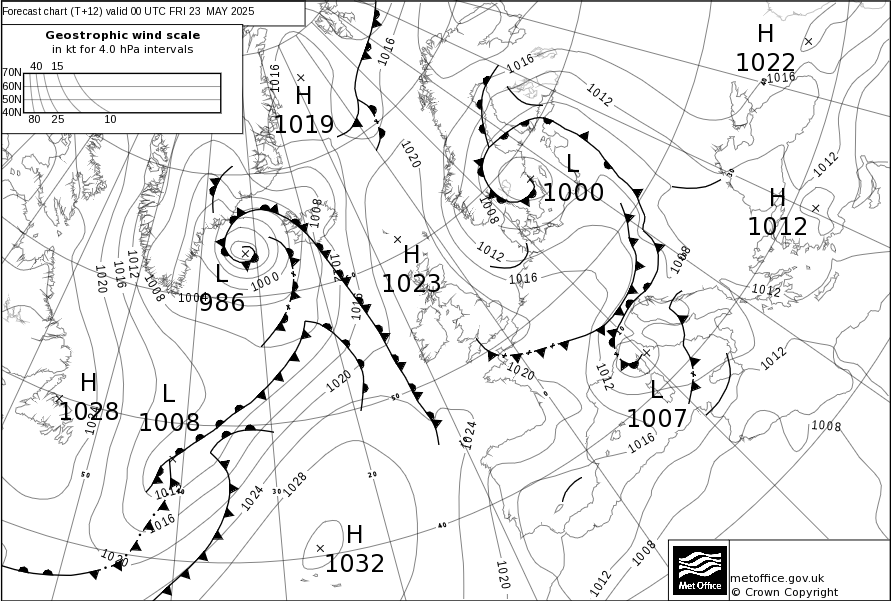 Forecast chart (T+12) valid 00 UTC FRI 23 MAY 2025
Geostrophic wind scale
in kt for 4.0 hPa intervals
40 15
70N
60N
50N
40N
80 25 10
H
1022
H
1019
L
1000
H
1012
H
1023
L
986
H
1028
L
1008
L
1007
H
1032
1016
1016
1016
1012
1016
1020
1012
1008
1008
1012
1008
1012
1016
1012
1020
1016
1012
1008
1004
1000
1012
1016
1020
1020
1012
1012
1008
1016
1024
1024
1028
1024
1016
1020
1020
1012
1008
50
40
30
20
50
40
0
Met Office
metoffice.gov.uk
© Crown Copyright